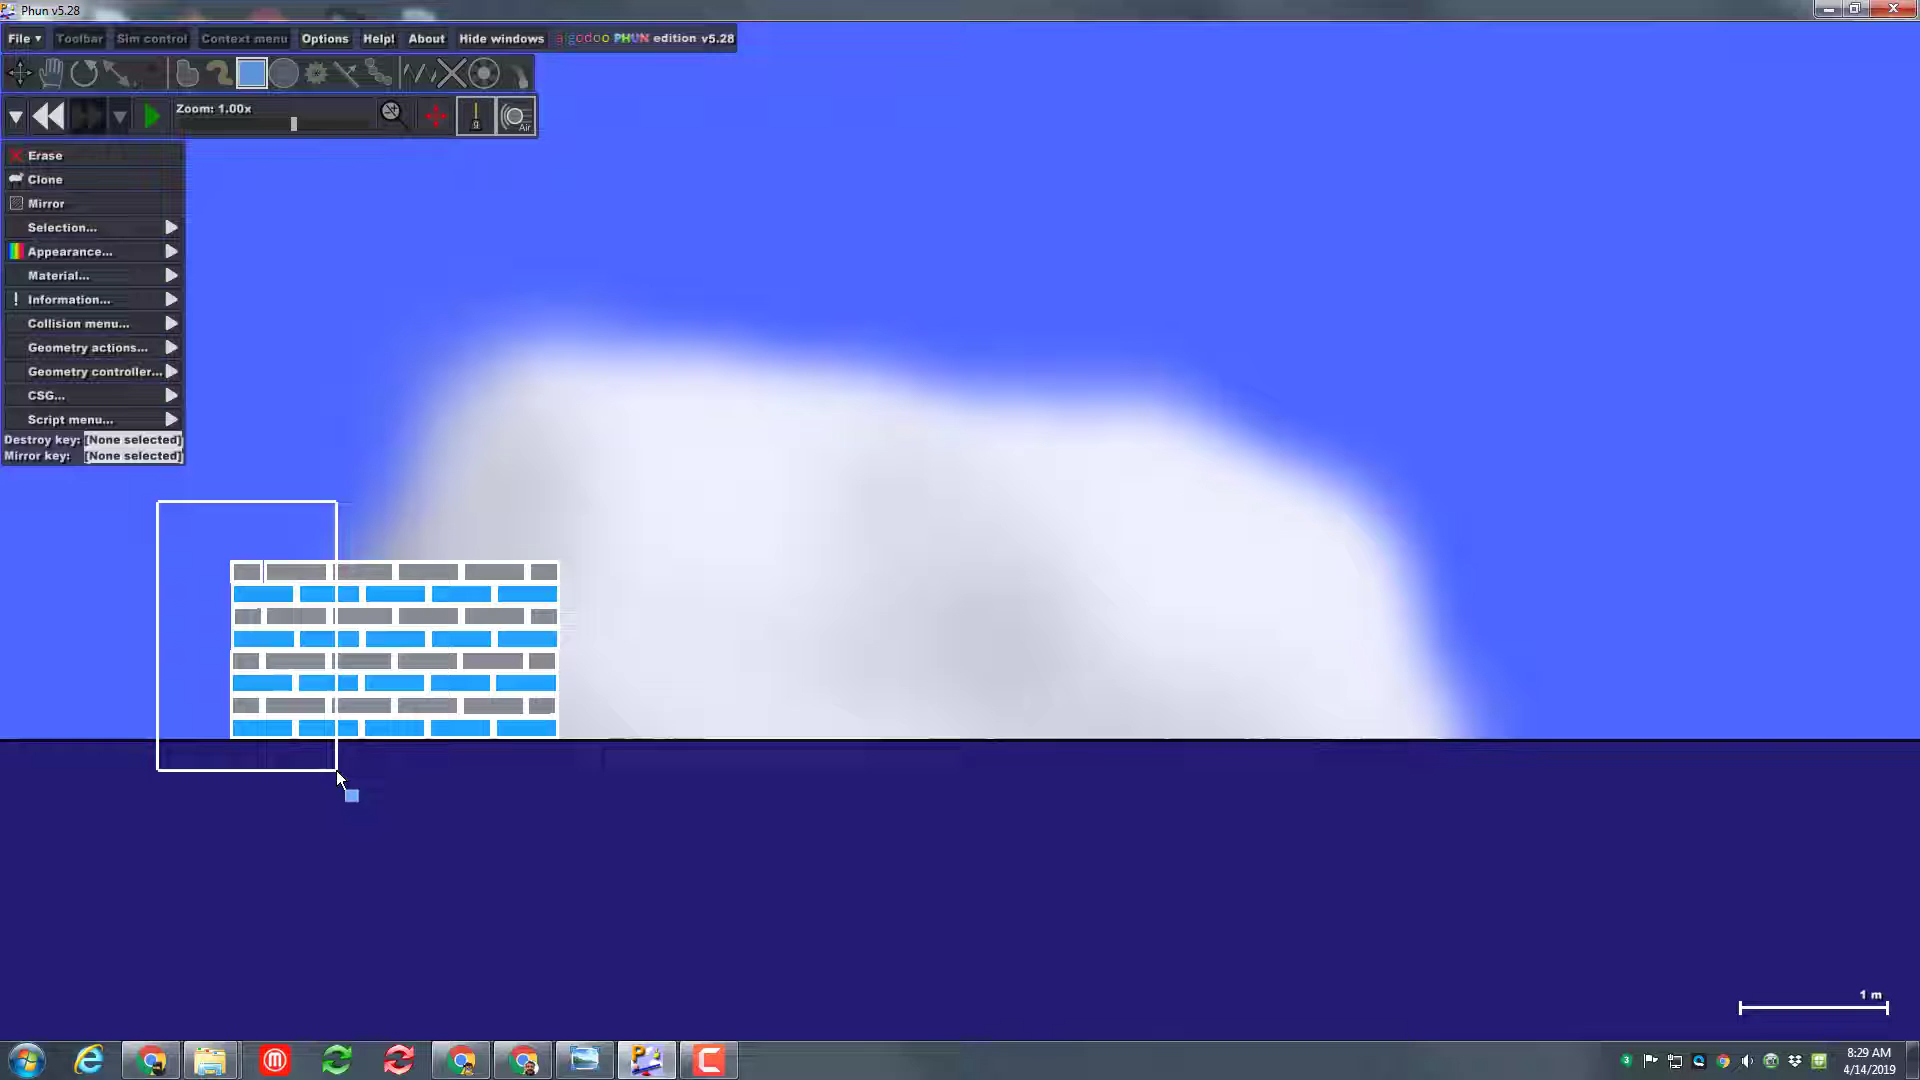 Phun v5.28
File Toolbar Sim control Context menu Options Help! About Hide windows algodoo PHUN edition v5.28
Zoom: 1.00x
g
Air
Erase
Clone
Mirror
Selection...
Appearance...
Material...
Information...
Collision menu...
Geometry actions...
Geometry controller...
CSG...
Script menu...
Destroy key: [None selected]
Mirror key: [None selected]
1 m
8:29 AM
4/14/2019